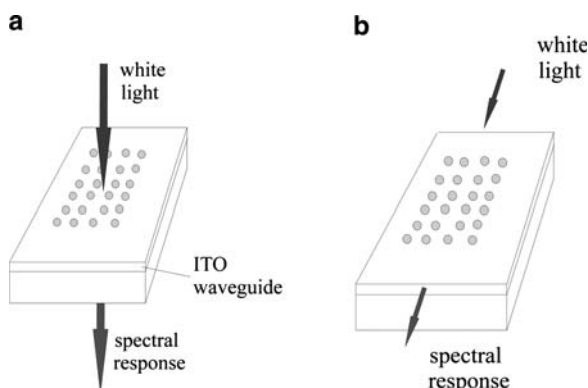 a
white
light
ITO
waveguide
spectral
response
b
white
light
spectral
response